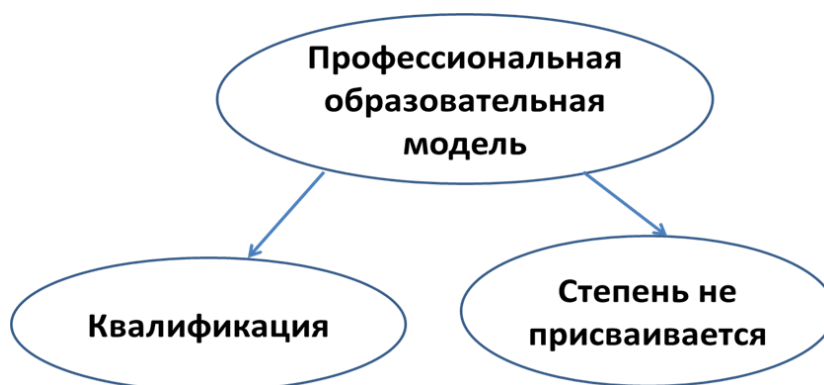 Профессиональная
образовательная
модель
Квалификация
Степень не
присваивается